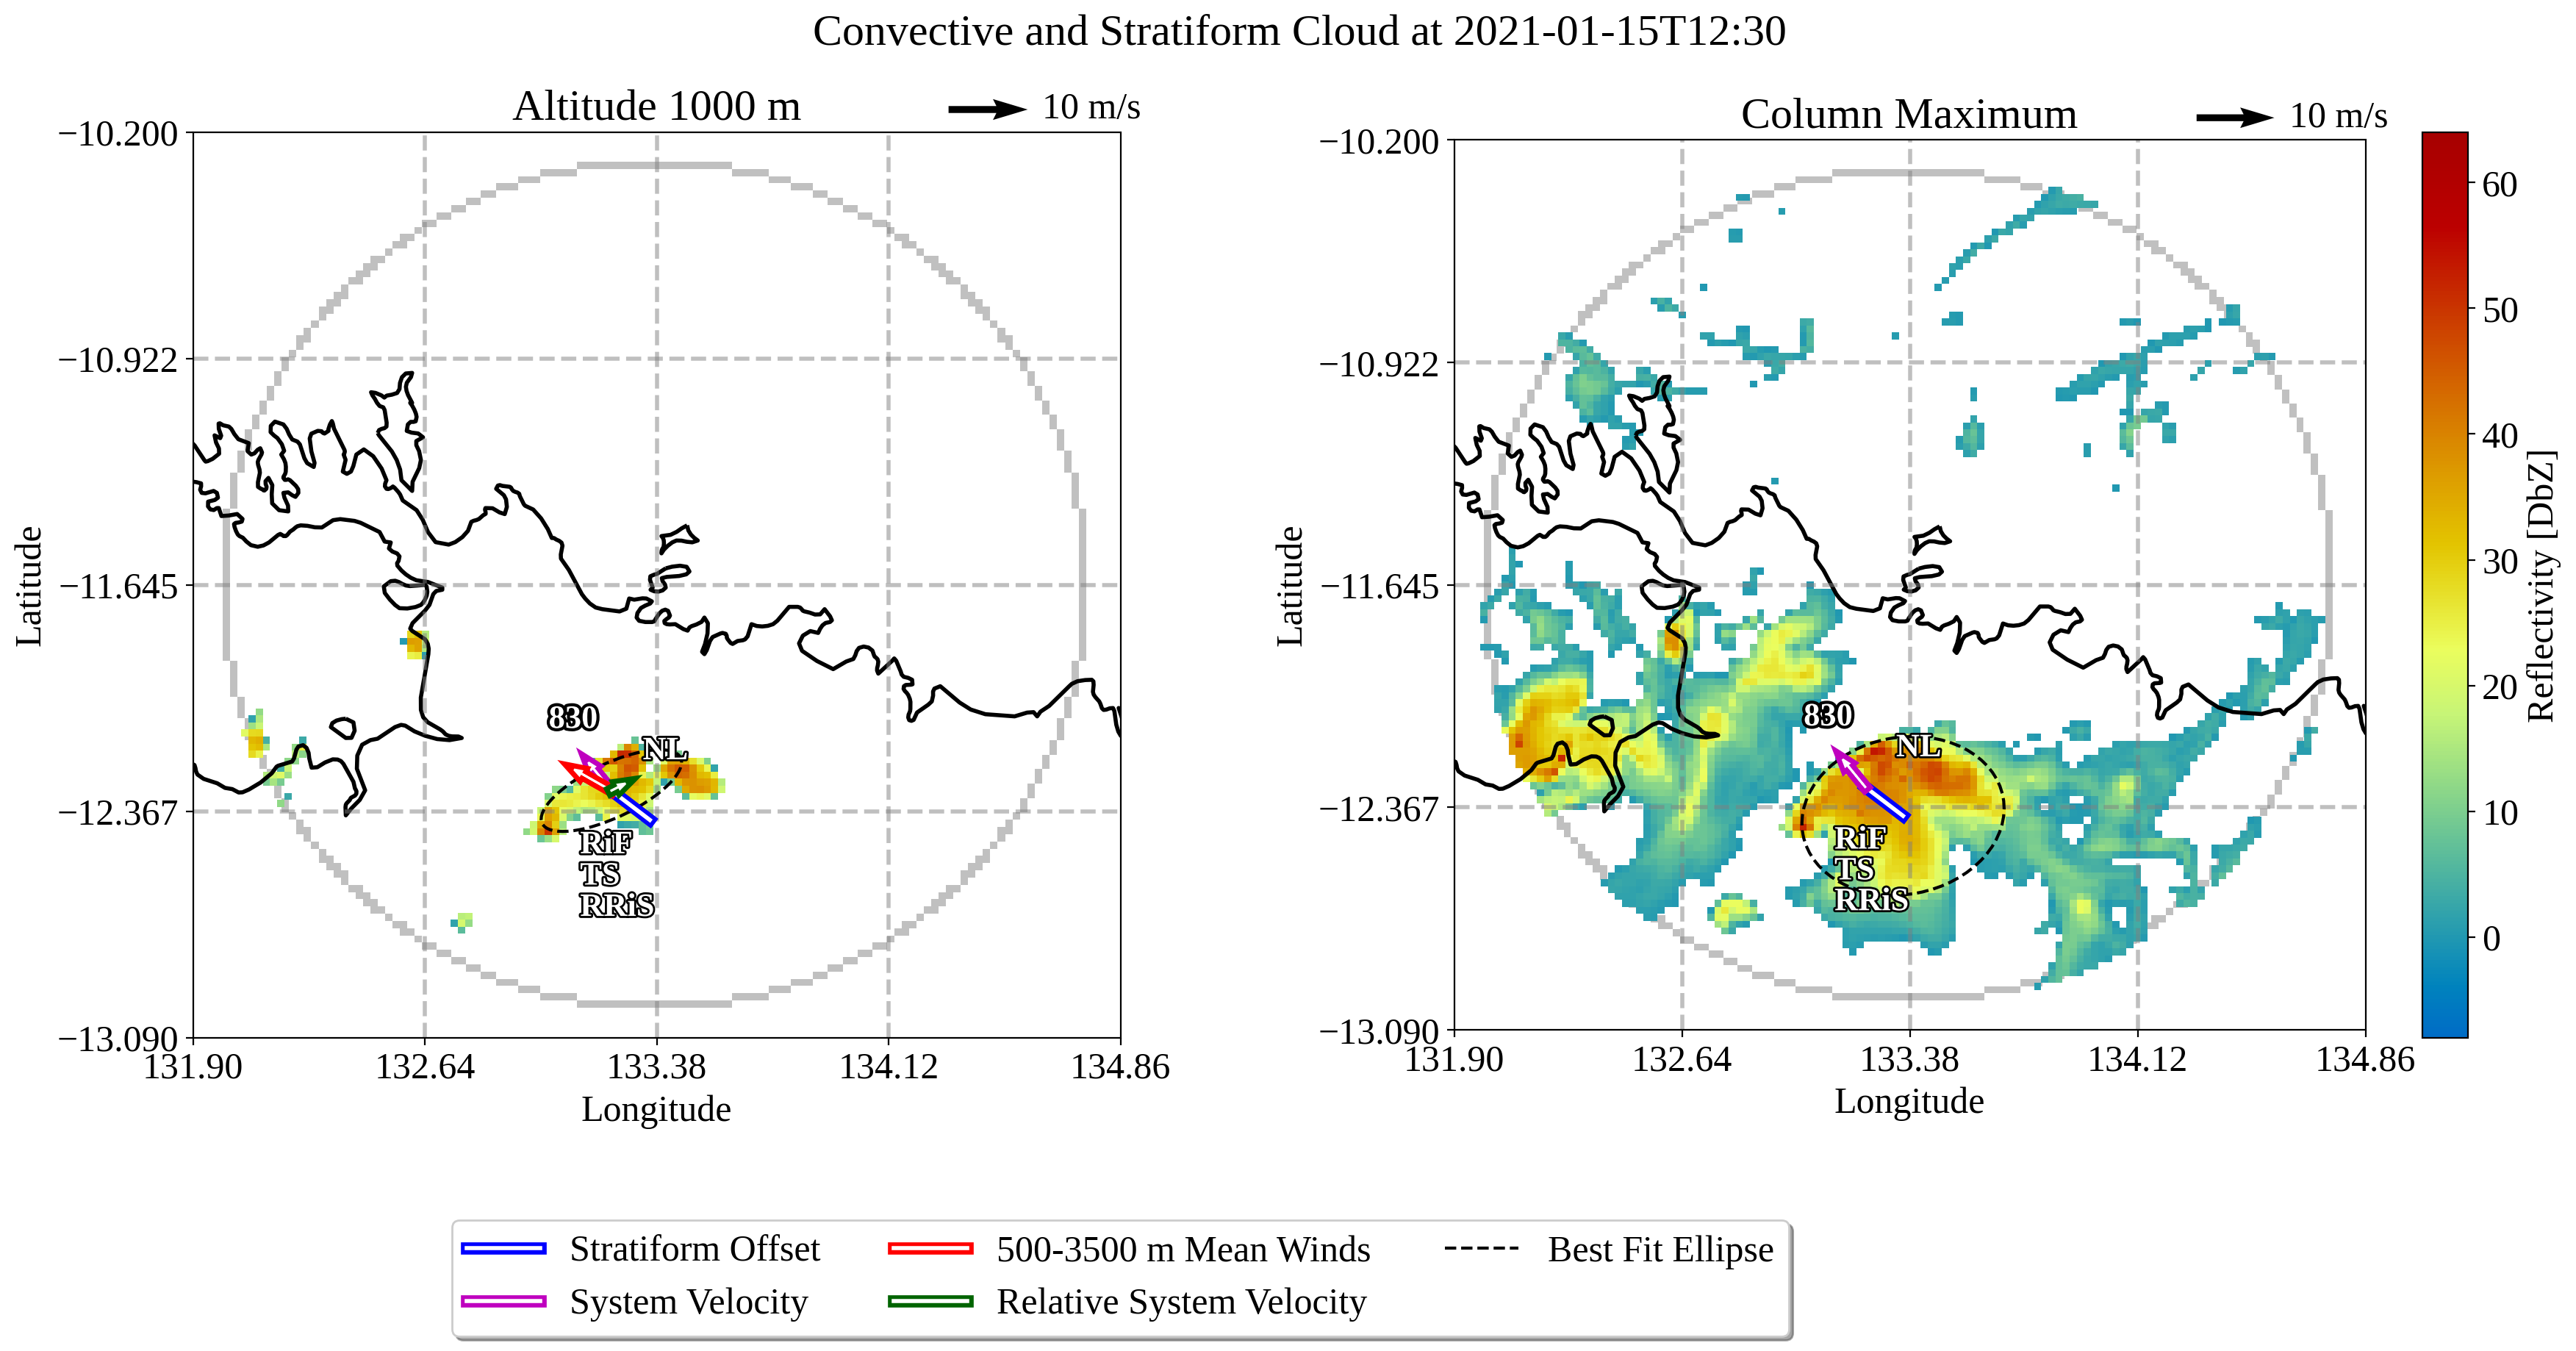 Convective and Stratiform Cloud at 2021-01-15T12:30
Altitude 1000 m
10 m/s
−10.200
−10.922
−11.645
−12.367
−13.090
Latitude
830
NL
RiF
TS
RRiS
131.90
132.64
133.38
134.12
134.86
Longitude
Column Maximum
10 m/s
−10.200
−10.922
−11.645
−12.367
−13.090
Latitude
830
NL
RiF
TS
RRiS
131.90
132.64
133.38
134.12
134.86
Longitude
60
50
40
30
20
10
0
Reflectivity [DbZ]
Stratiform Offset
System Velocity
500-3500 m Mean Winds
Relative System Velocity
Best Fit Ellipse